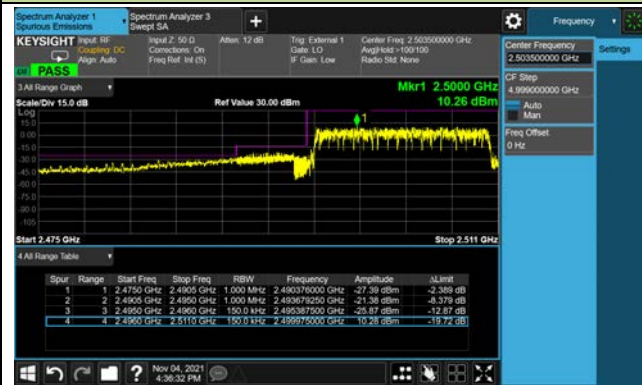 Spectrum Analyzer 1
Spurious Emissions
Spectrum Analyzer 3
Swept SA
Frequency
KEYSIGHT
Input: RF
Coupling: DC
Align: Auto
Input Z: 50 Ω
Corrections: On
Freq Ref: Int (S)
Atten: 12 dB
Trig: External 1
Gate: LO
IF Gain: Low
Center Freq: 2.503500000 GHz
Avg|Hold:>100/100
Radio Std: None
PASS
Center Frequency
2.503500000 GHz
Settings
CF Step
4.999000000 GHz
Auto
Man
Freq Offset
0 Hz
3 All Range Graph
Mkr1 2.5000 GHz
10.26 dBm
Scale/Div 15.0 dB
Ref Value 30.00 dBm
Log
15.0
0.00
-15.0
-30.0
-45.0
-60.0
-75.0
-90.0
-105
1
Start 2.475 GHz
Stop 2.511 GHz
4 All Range Table
Spur Range Start Freq Stop Freq RBW Frequency Amplitude ΔLimit
1 1 2.4750 GHz 2.4905 GHz 1.000 MHz 2.490376000 GHz -27.39 dBm -2.389 dB
2 2 2.4905 GHz 2.4950 GHz 1.000 MHz 2.493679250 GHz -21.38 dBm -8.379 dB
3 3 2.4950 GHz 2.4960 GHz 150.0 kHz 2.495387500 GHz -25.87 dBm -12.87 dB
4 4 2.4960 GHz 2.5110 GHz 150.0 kHz 2.499975000 GHz 10.28 dBm -19.72 dB
Nov 04, 2021
4:36:32 PM